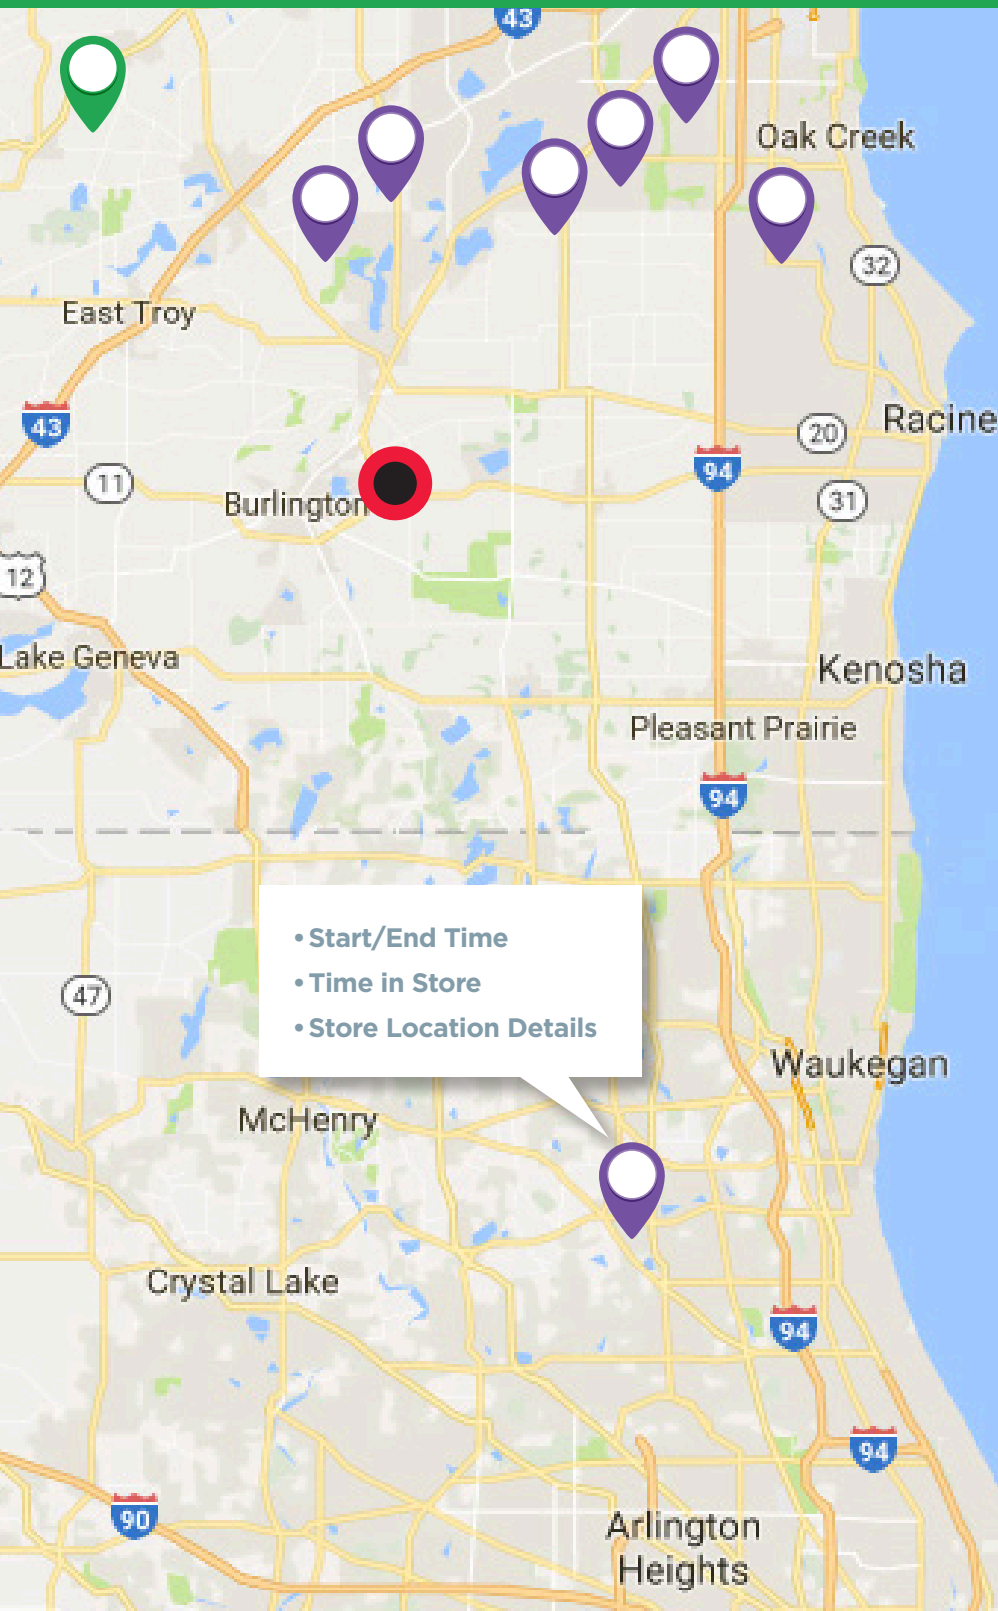 43
Oak Creek
32
East Troy
43
20
Racine
94
11
31
Burlington
12
Lake Geneva
Kenosha
Pleasant Prairie
94
• Start/End Time
• Time in Store
• Store Location Details
47
Waukegan
McHenry
Crystal Lake
94
94
90
Arlington
Heights